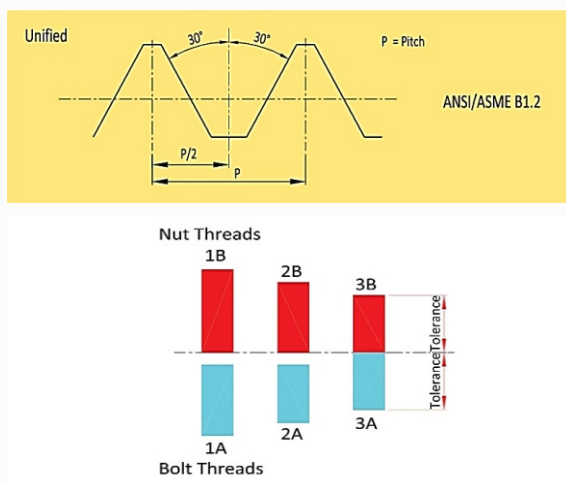 Unified
30°
30°
P = Pitch
ANSI/ASME B1.2
P/2
P
Nut Threads
1B
2B
3B
Tolerance
Tolerance
1A
2A
3A
Bolt Threads